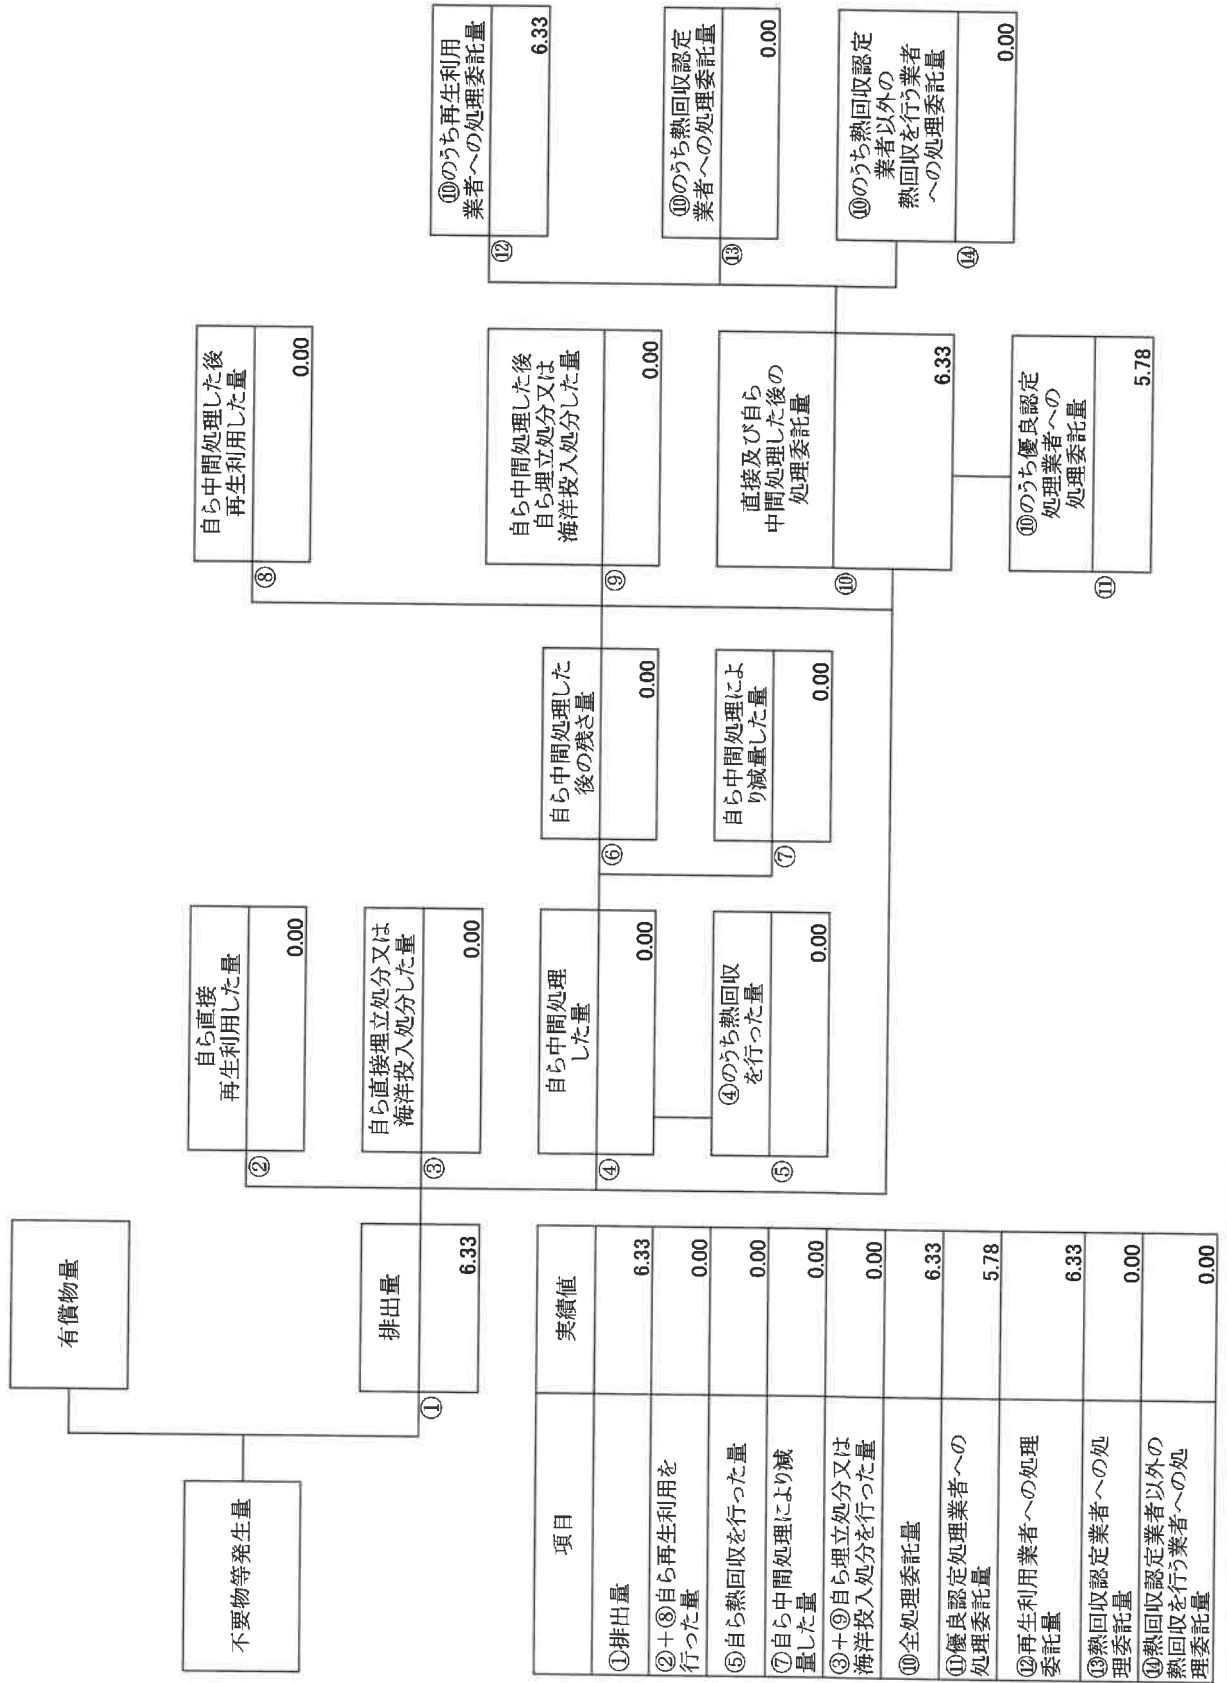 不要物等発生量
有償物量
排出量
① 6.33
自ら直接
再生利用した量
② 0.00
自ら直接埋立処分又は
海洋投入処分した量
③ 0.00
自ら中間処理
した量
④ 0.00
④のうち熱回収
を行った量
⑤ 0.00
自ら中間処理した
後の残さ量
⑥ 0.00
自ら中間処理によ
り減量した量
⑦ 0.00
自ら中間処理した後
再生利用した量
⑧ 0.00
自ら中間処理した後
自ら埋立処分又は
海洋投入処分した量
⑨ 0.00
直接及び自ら
中間処理した後の
処理委託量
⑩ 6.33
⑩のうち優良認定
処理業者への
処理委託量
⑪ 5.78
⑩のうち再生利用
業者への処理委託量
⑫ 6.33
⑩のうち熱回収認定
業者への処理委託量
⑬ 0.00
⑩のうち熱回収認定
業者以外の
熱回収を行う業者
への処理委託量
⑭ 0.00
項目 実績値
①排出量 6.33
②+⑧自ら再生利用を
行った量 0.00
⑤自ら熱回収を行った量 0.00
⑦自ら中間処理により減
量した量 0.00
③+⑨自ら埋立処分又は
海洋投入処分を行った量 0.00
⑩全処理委託量 6.33
⑪優良認定処理業者への
処理委託量 5.78
⑫再生利用業者への処理
委託量 6.33
⑬熱回収認定業者への処
理委託量 0.00
⑭熱回収認定業者以外の
熱回収を行う業者への処
理委託量 0.00